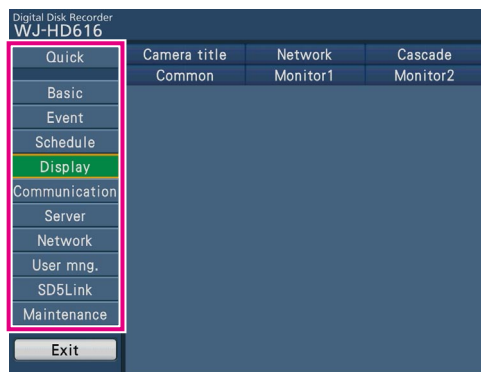 Digital Disk Recorder
WJ-HD616
Quick
Camera title Network Cascade
Common Monitor1 Monitor2
Basic
Event
Schedule
Display
Communication
Server
Network
User mng.
SD5Link
Maintenance
Exit